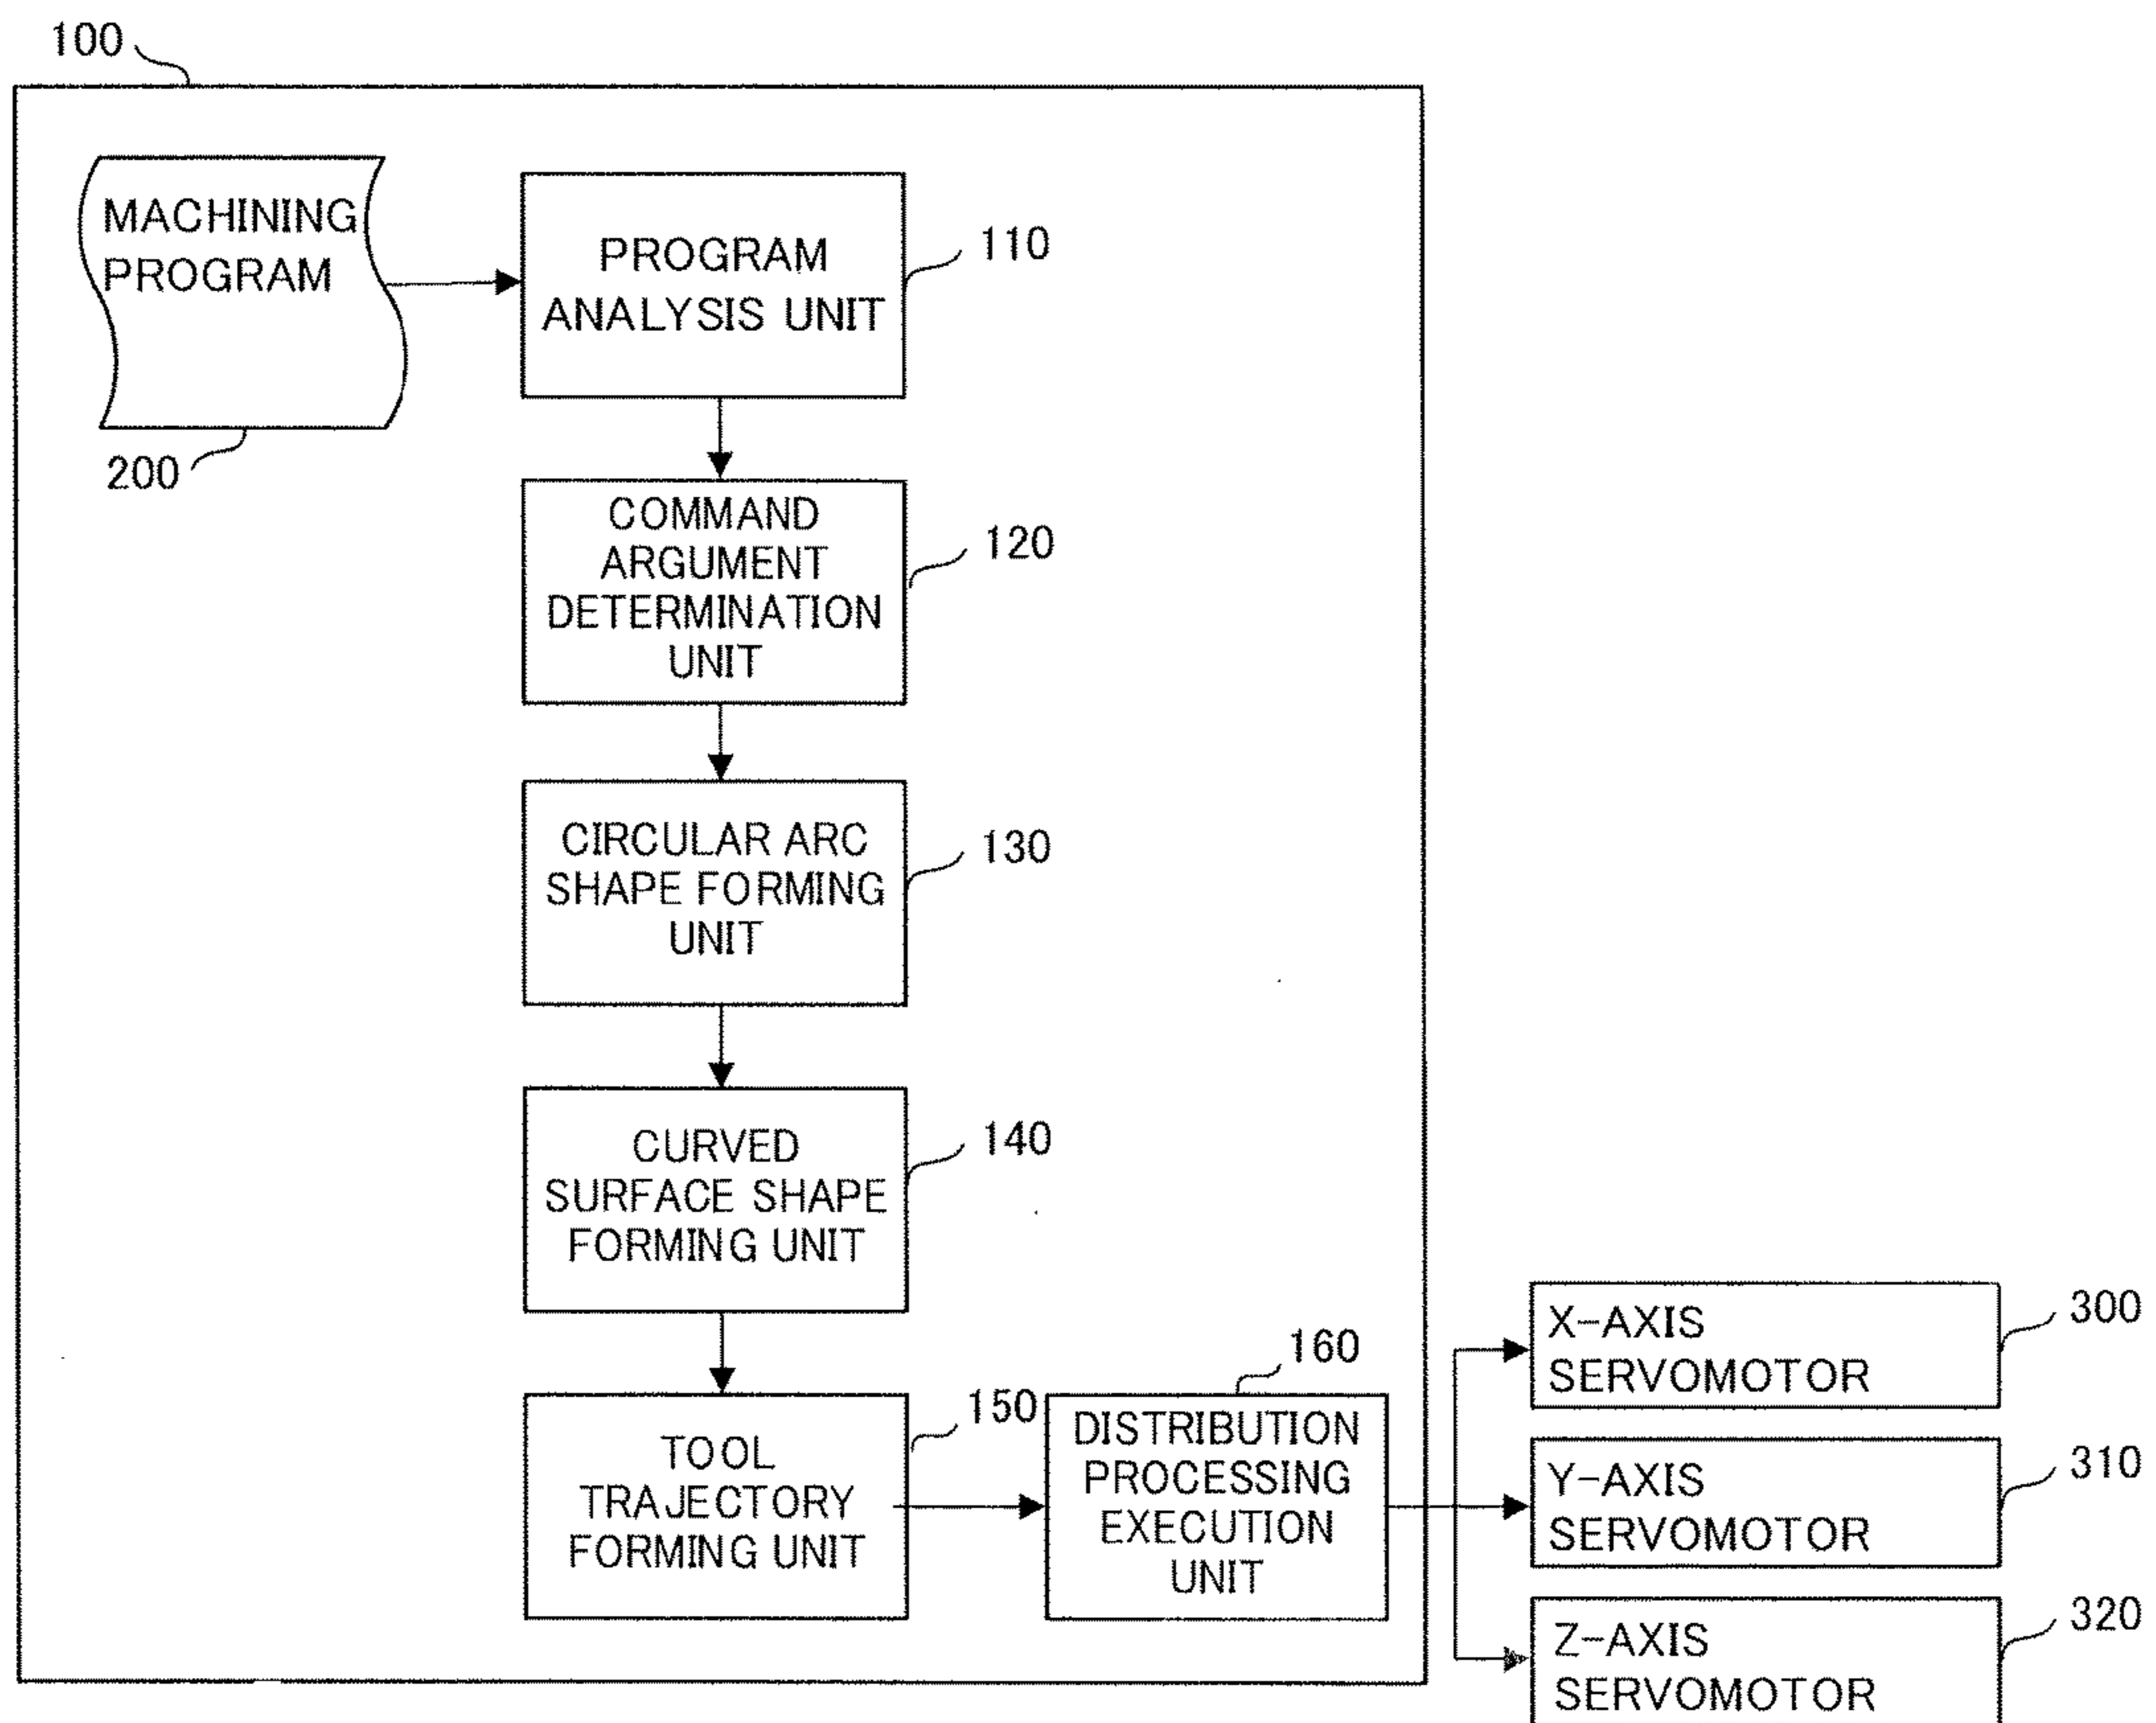 100
MACHINING
PROGRAM
200
PROGRAM
ANALYSIS UNIT
110
COMMAND
ARGUMENT
DETERMINATION
UNIT
120
CIRCULAR ARC
SHAPE FORMING
UNIT
130
CURVED
SURFACE SHAPE
FORMING UNIT
140
TOOL
TRAJECTORY
FORMING UNIT
150
DISTRIBUTION
PROCESSING
EXECUTION
UNIT
160
X-AXIS
SERVOMOTOR
300
Y-AXIS
SERVOMOTOR
310
Z-AXIS
SERVOMOTOR
320